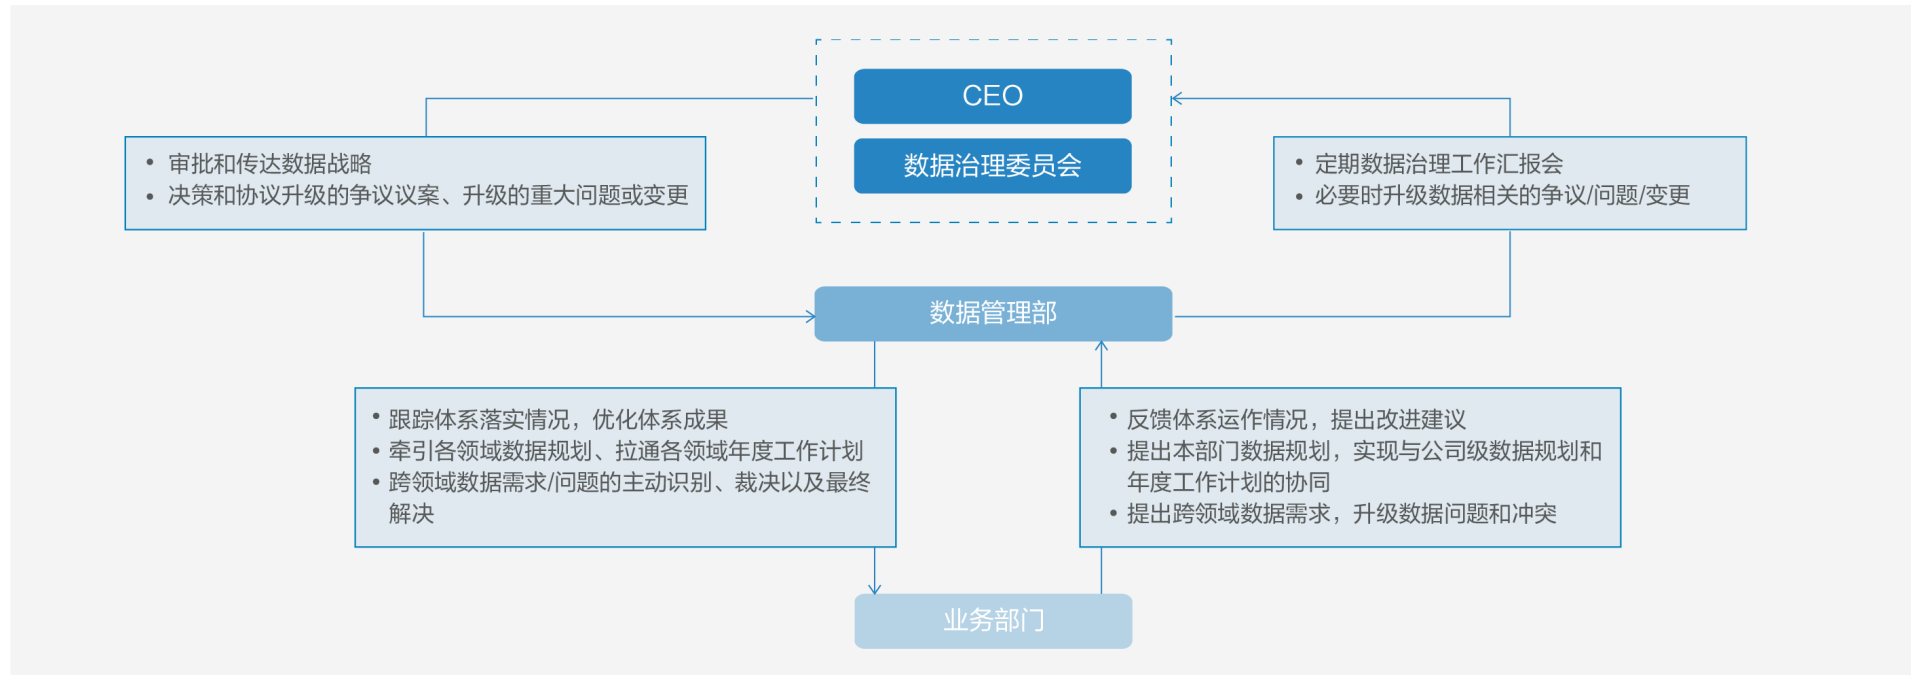 CEO
数据治理委员会
• 审批和传达数据战略
• 决策和协议升级的争议议案、升级的重大问题或变更
• 定期数据治理工作汇报会
• 必要时升级数据相关的争议/问题/变更
数据管理部
• 跟踪体系落实情况，优化体系成果
• 牵引各领域数据规划、拉通各领域年度工作计划
• 跨领域数据需求/问题的主动识别、裁决以及最终
解决
• 反馈体系运作情况，提出改进建议
• 提出本部门数据规划，实现与公司级数据规划和
年度工作计划的协同
• 提出跨领域数据需求，升级数据问题和冲突
业务部门